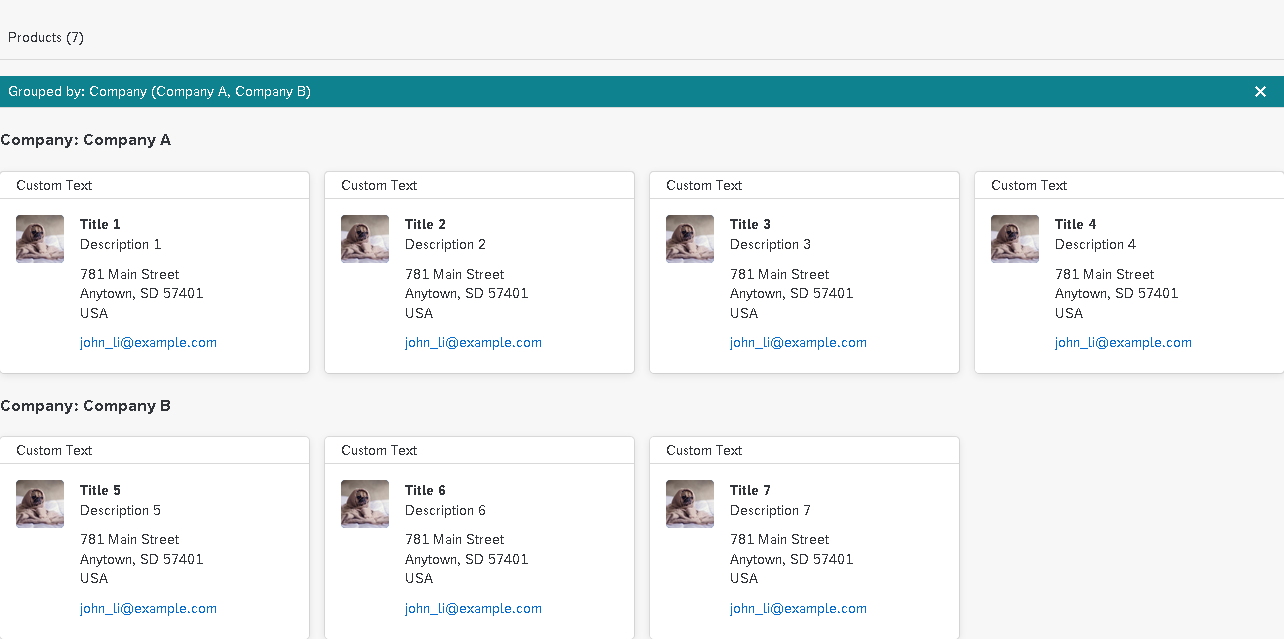 Products (7)
Grouped by: Company (Company A, Company B)
Company: Company A
Custom Text
Title 1
Description 1
781 Main Street
Anytown, SD 57401
USA
john_li@example.com
Custom Text
Title 2
Description 2
781 Main Street
Anytown, SD 57401
USA
john_li@example.com
Custom Text
Title 3
Description 3
781 Main Street
Anytown, SD 57401
USA
john_li@example.com
Custom Text
Title 4
Description 4
781 Main Street
Anytown, SD 57401
USA
john_li@example.com
Company: Company B
Custom Text
Title 5
Description 5
781 Main Street
Anytown, SD 57401
USA
john_li@example.com
Custom Text
Title 6
Description 6
781 Main Street
Anytown, SD 57401
USA
john_li@example.com
Custom Text
Title 7
Description 7
781 Main Street
Anytown, SD 57401
USA
john_li@example.com